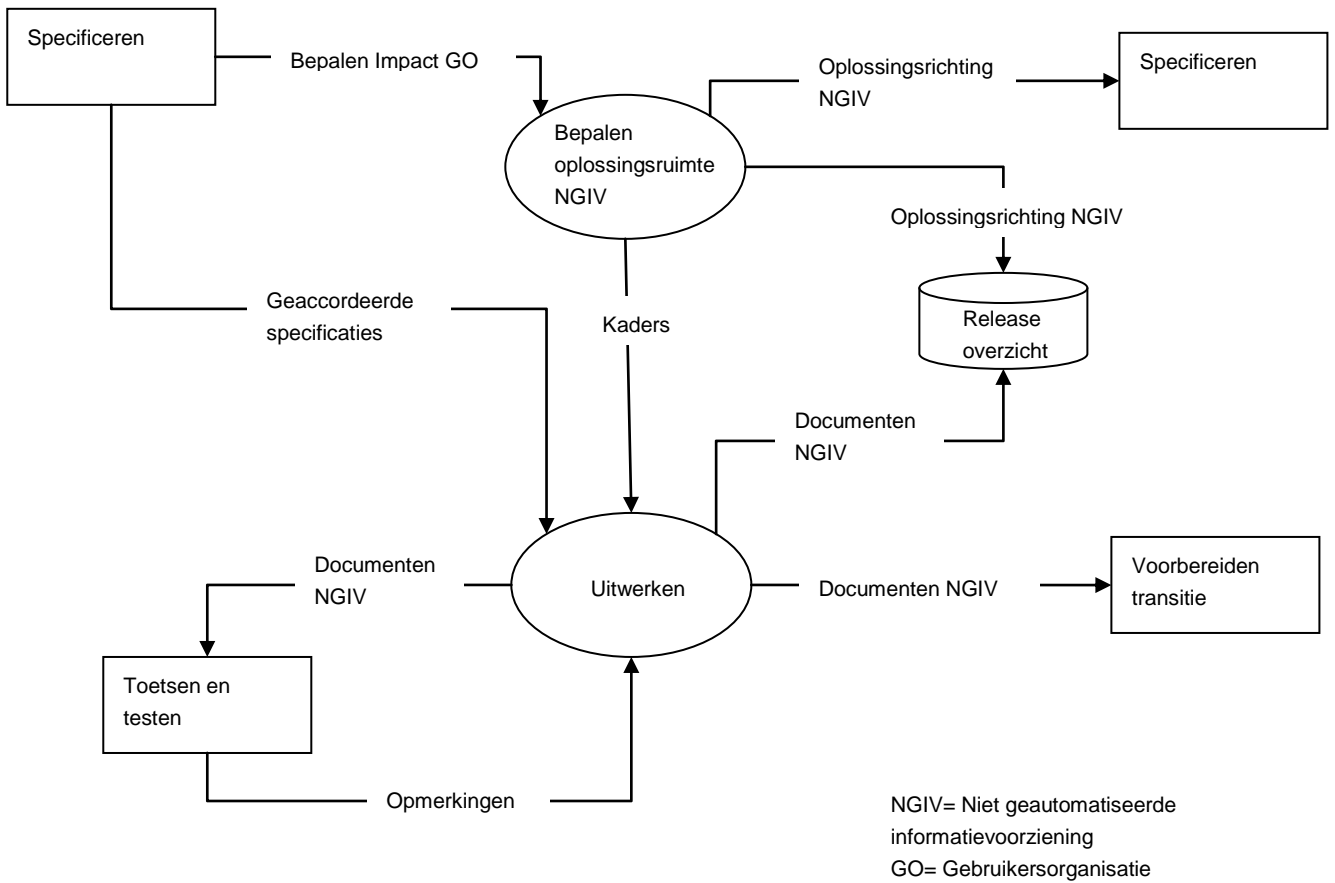 Specificeren
Bepalen Impact GO
Oplossingsrichting
NGIV
Specificeren
Bepalen
oplossingsruimte
NGIV
Oplossingsrichting NGIV
Geaccordeerde
specificaties
Kaders
Release
overzicht
Documenten
NGIV
Documenten
NGIV
Uitwerken
Documenten NGIV
Voorbereiden
transitie
Toetsen en
testen
Opmerkingen
NGIV= Niet geautomatiseerde
informatievoorziening
GO= Gebruikersorganisatie